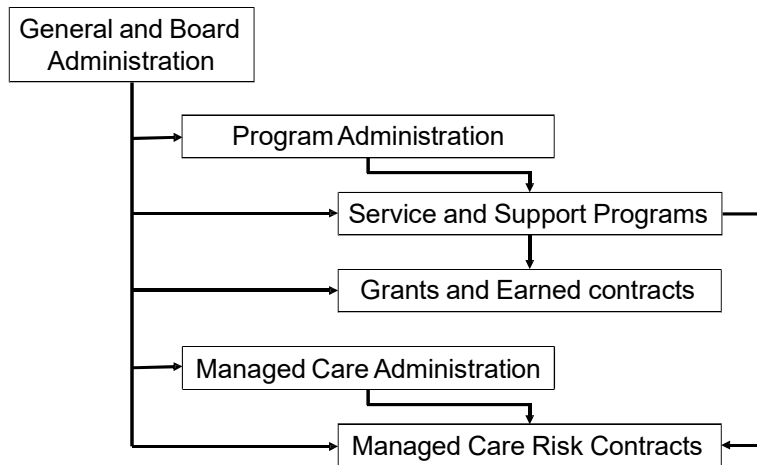 General and Board
Administration
Program Administration
Service and Support Programs
Grants and Earned contracts
Managed Care Administration
Managed Care Risk Contracts